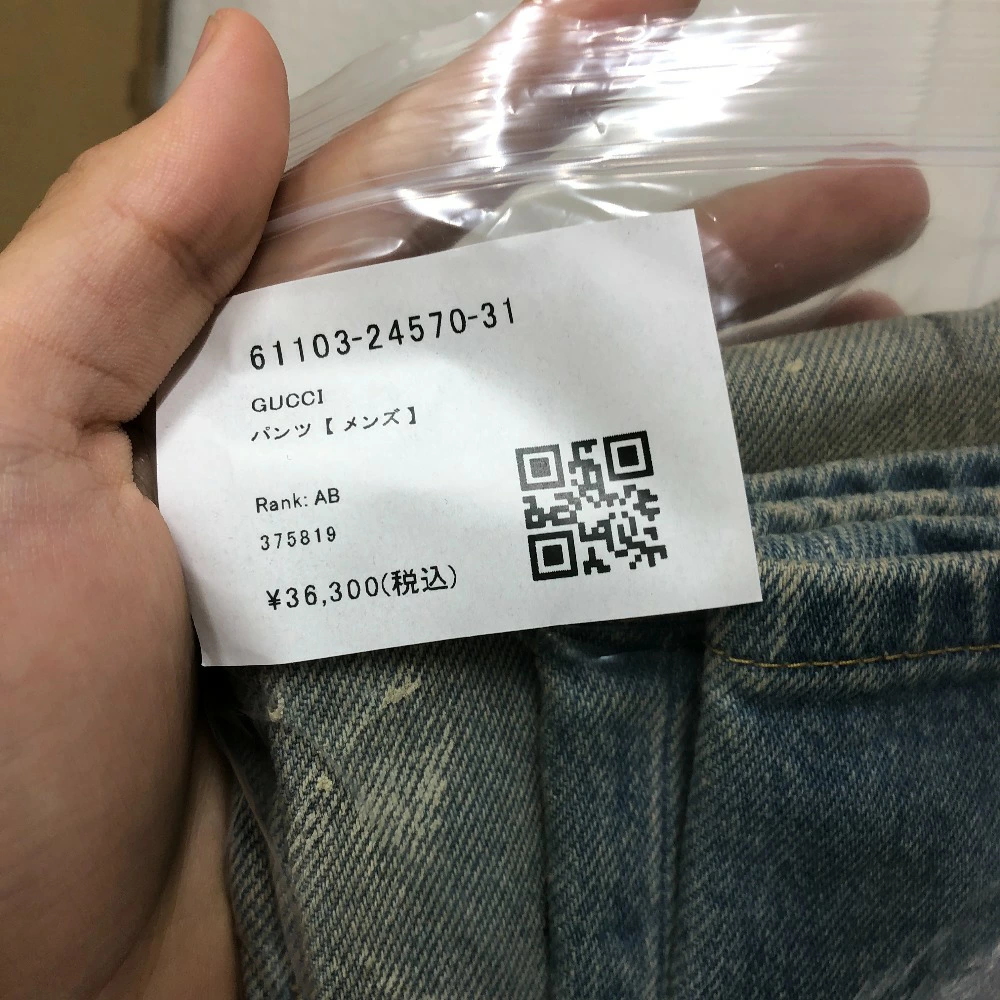 61103-24570-31
GUCCI
パンツ【メンズ】
Rank: AB
375819
¥36,300(税込)